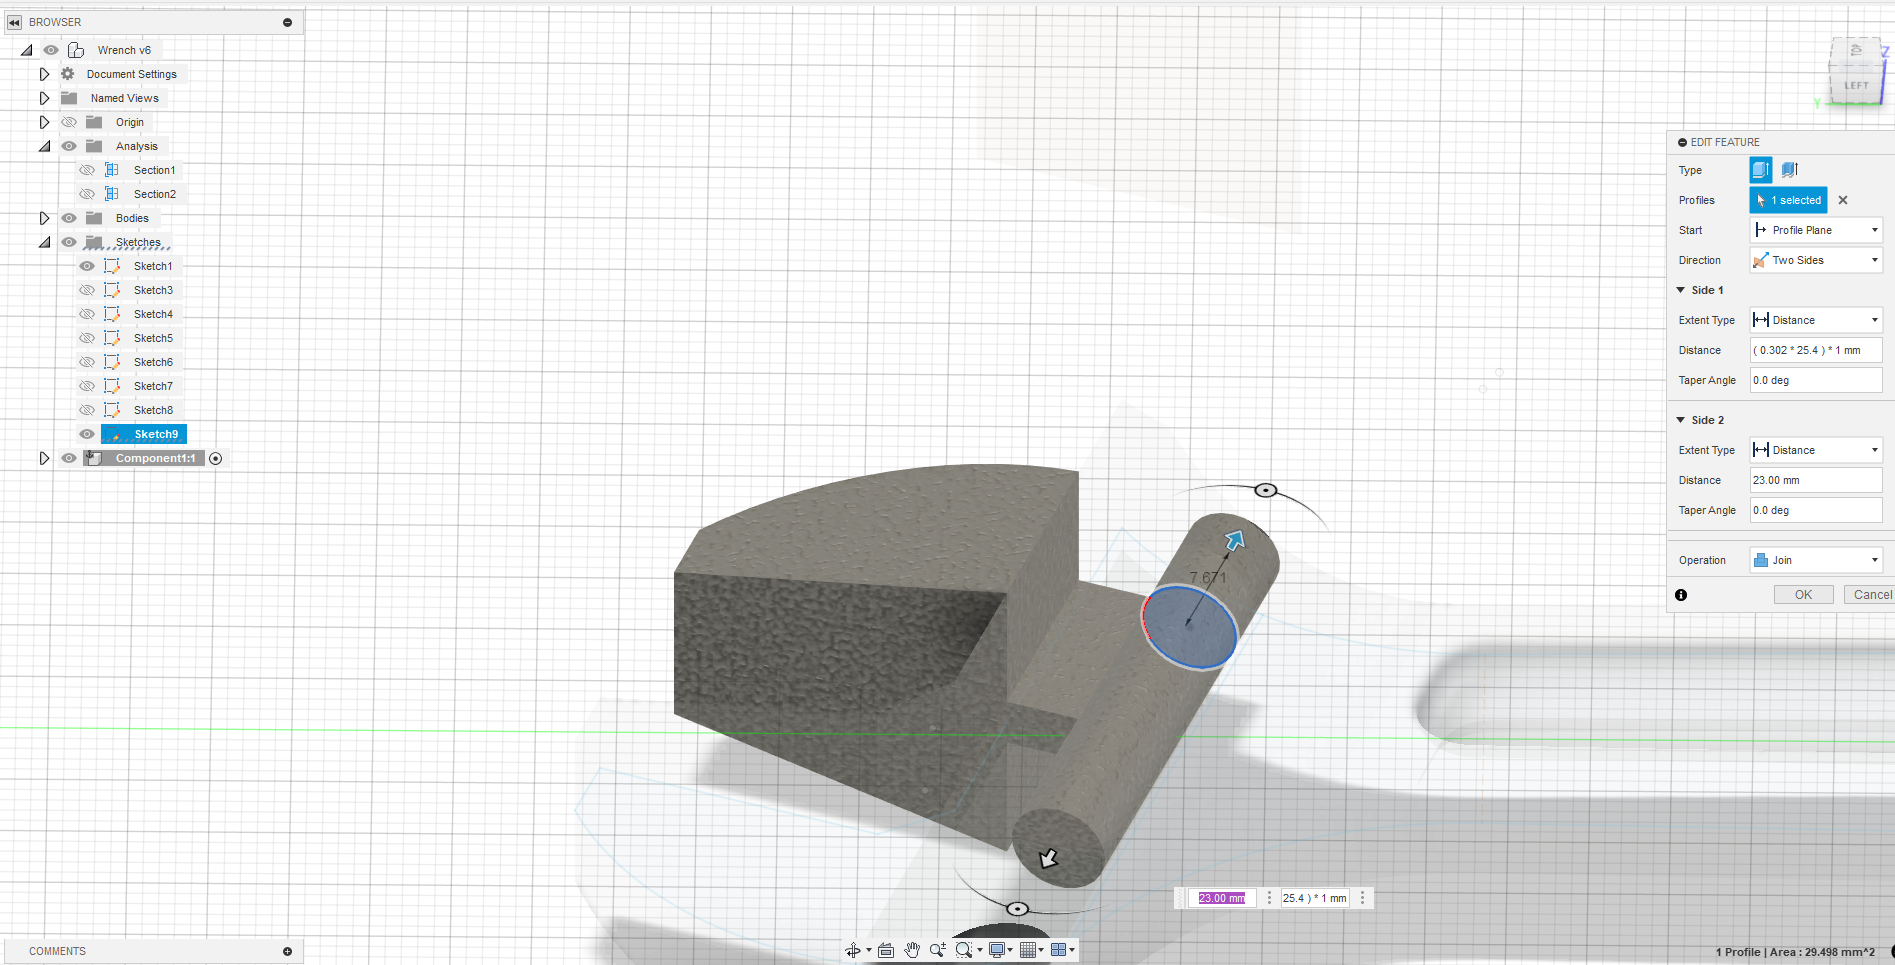 BROWSER
Wrench v6
Document Settings
Named Views
Origin
Analysis
Section1
Section2
Bodies
Sketches
Sketch1
Sketch3
Sketch4
Sketch5
Sketch6
Sketch7
Sketch8
Sketch9
Component1:1
Z
LEFT
Y
EDIT FEATURE
Type
Profiles 1 selected
Start Profile Plane
Direction Two Sides
Side 1
Extent Type Distance
Distance ( 0.302 * 25.4 ) * 1 mm
Taper Angle 0.0 deg
Side 2
Extent Type Distance
Distance 23.00 mm
Taper Angle 0.0 deg
Operation Join
OK Cancel
7.671
23.00 mm 25.4 ) * 1 mm
COMMENTS
1 Profile | Area : 29.498 mm^2